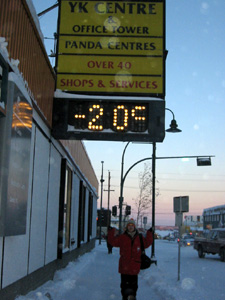 YK CENTRE
&
OFFICE TOWER
PANDA CENTRES
OVER 40
SHOPS & SERVICES
-20°C